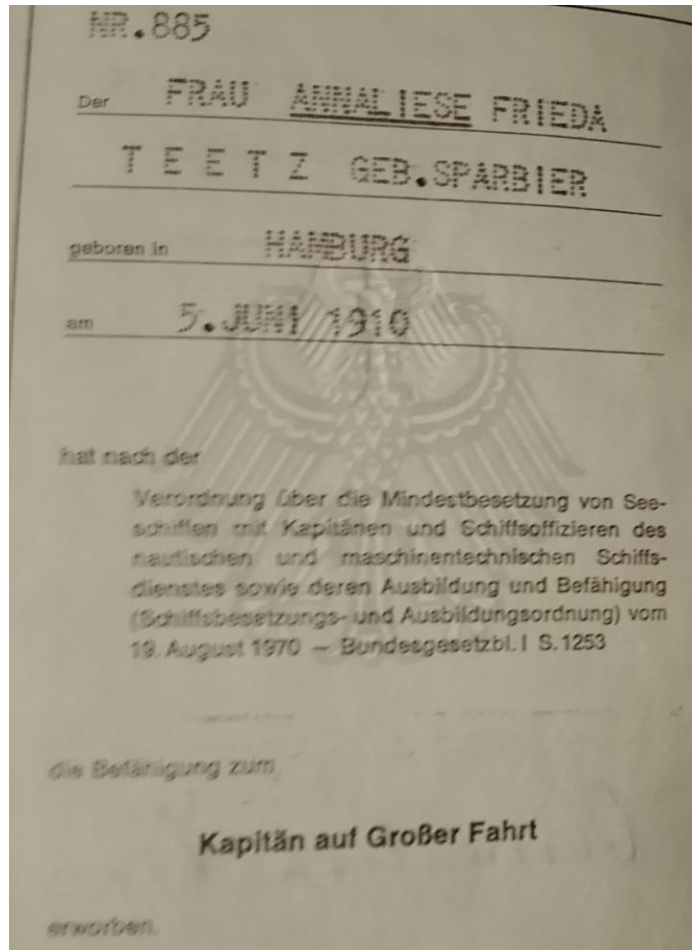 NR.885
Der FRAU ANNALIESE FRIEDA
TEETZ GEB.SPARBIER
geboren in HAMBURG
am 5.JUNI 1910
hat nach der
Verordnung über die Mindestbesetzung von See-
schiffen mit Kapitänen und Schiffsoffizieren des
nautischen und maschinentechnischen Schiffs-
dienstes sowie deren Ausbildung und Befähigung
(Schiffsbesetzungs- und Ausbildungsordnung) vom
19. August 1970 – Bundesgesetzbl. I S. 1253
die Befähigung zum
Kapitän auf Großer Fahrt
erworben.